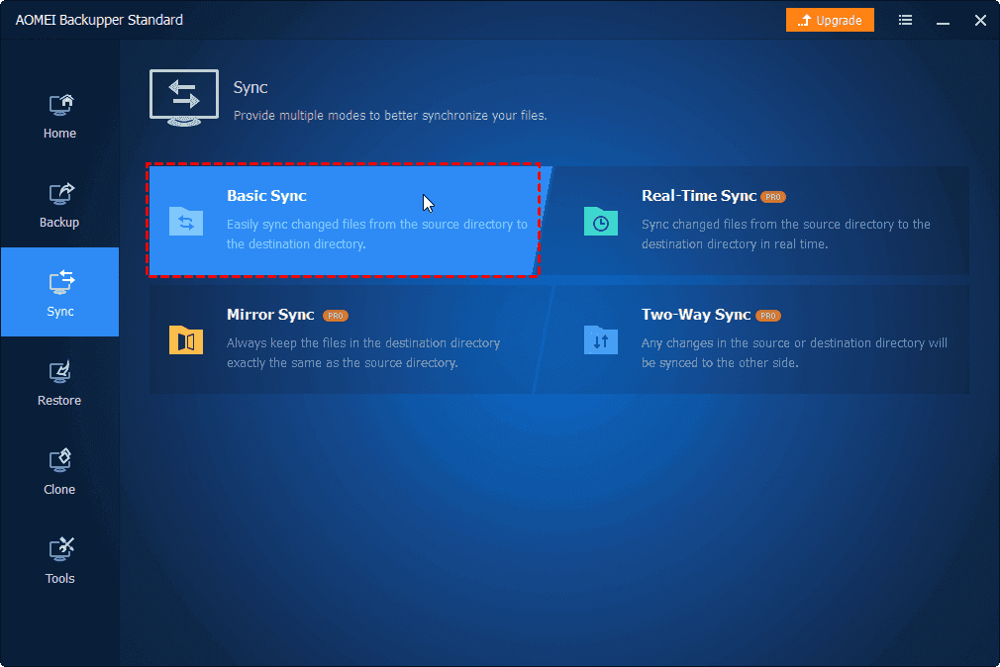 AOMEI Backupper Standard
Upgrade
Home
Backup
Sync
Restore
Clone
Tools
Sync
Provide multiple modes to better synchronize your files.
Basic Sync
Easily sync changed files from the source directory to
the destination directory.
Real-Time Sync PRO
Sync changed files from the source directory to the
destination directory in real time.
Mirror Sync PRO
Always keep the files in the destination directory
exactly the same as the source directory.
Two-Way Sync PRO
Any changes in the source or destination directory will
be synced to the other side.